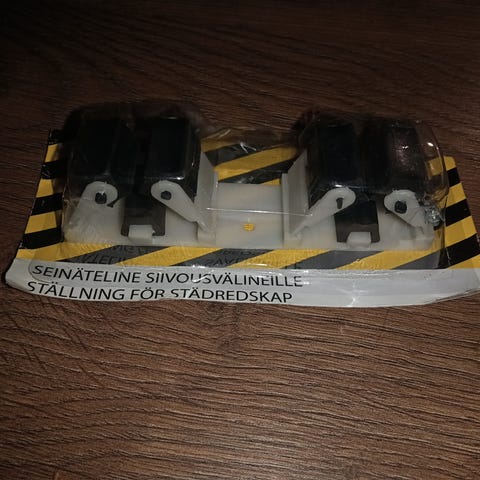 SEINÄTELINE SIIVOUSVÄLINEILLE
STÄLLNING FÖR STÄDREDSKAP